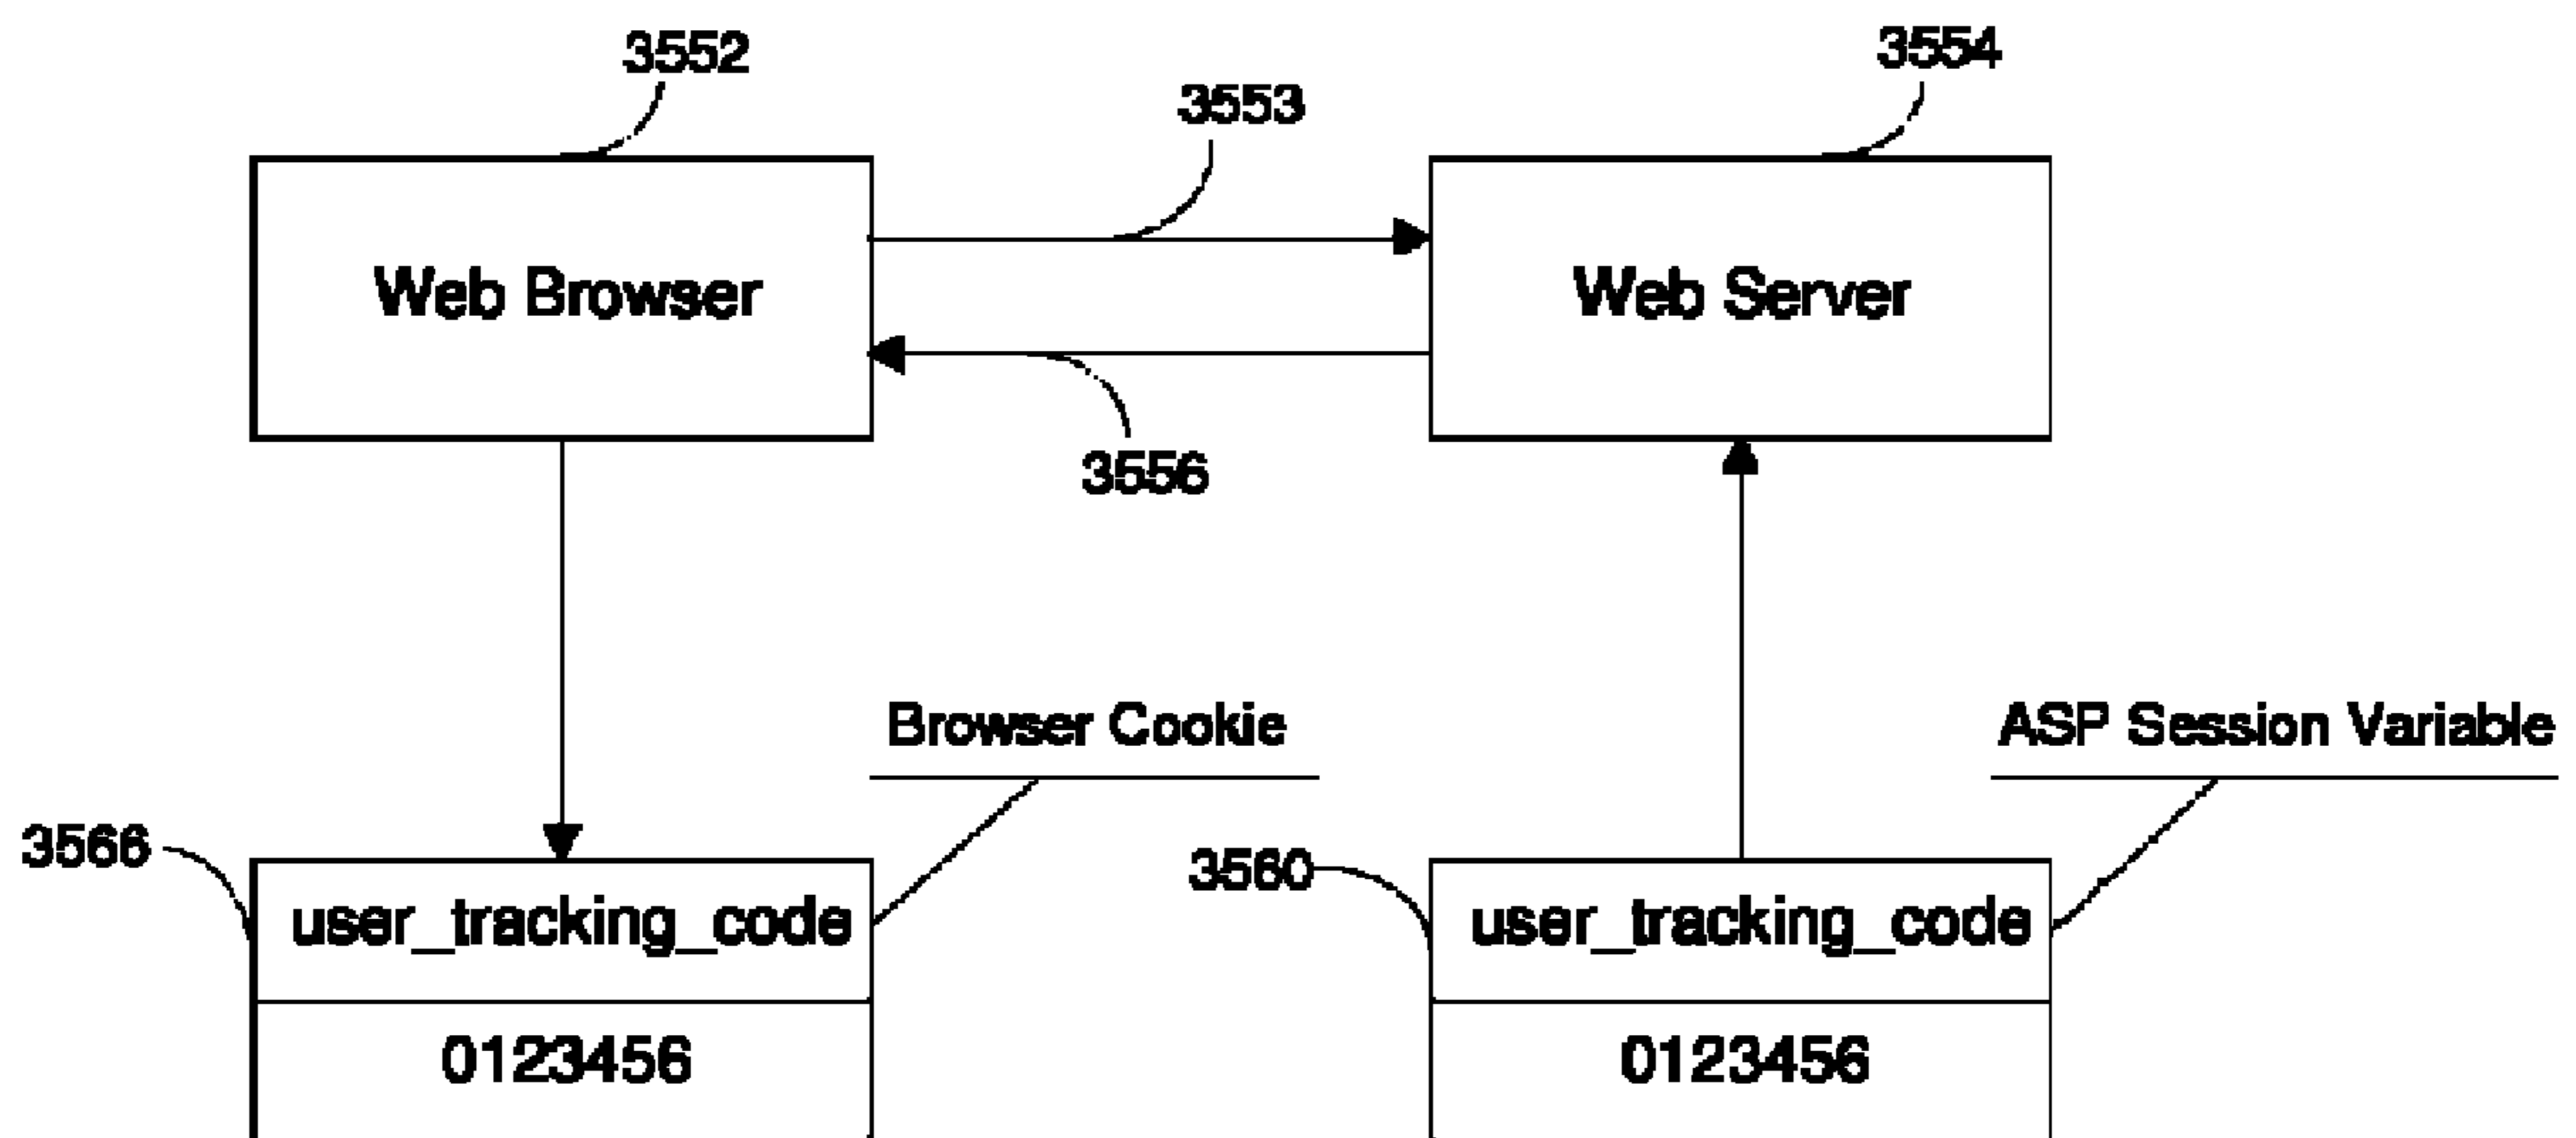 3552
3554
3553
Web Browser
Web Server
3556
Browser Cookie
ASP Session Variable
3566
3560
user_tracking_code
user_tracking_code
0123456
0123456